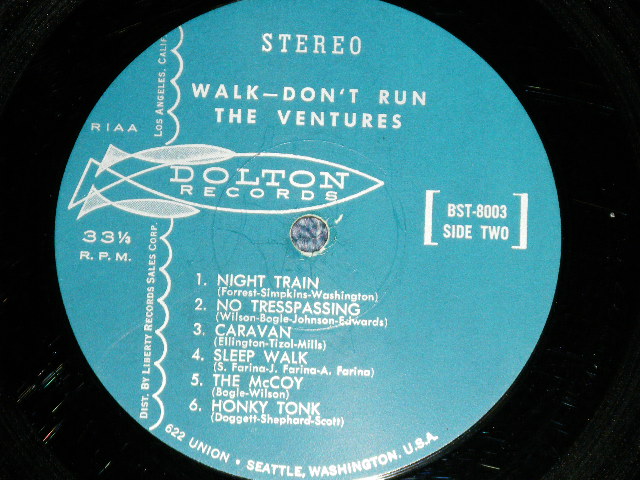 STEREO
WALK—DON'T RUN
THE VENTURES
RIAA
LOS ANGELES, CALIF.
DOLTON
RECORDS
33⅓
R.P.M.
BST-8003
SIDE TWO
1. NIGHT TRAIN
(Forrest-Simpkins-Washington)
2. NO TRESSPASSING
(Wilson-Bogle-Johnson-Edwards)
3. CARAVAN
(Ellington-Tizol-Mills)
4. SLEEP WALK
(S. Farina-J. Farina-A. Farina)
5. THE McCOY
(Bogle-Wilson)
6. HONKY TONK
(Doggett-Shephard-Scott)
DIST. BY LIBERTY RECORDS SALES CORP.
622 UNION • SEATTLE, WASHINGTON, U.S.A.